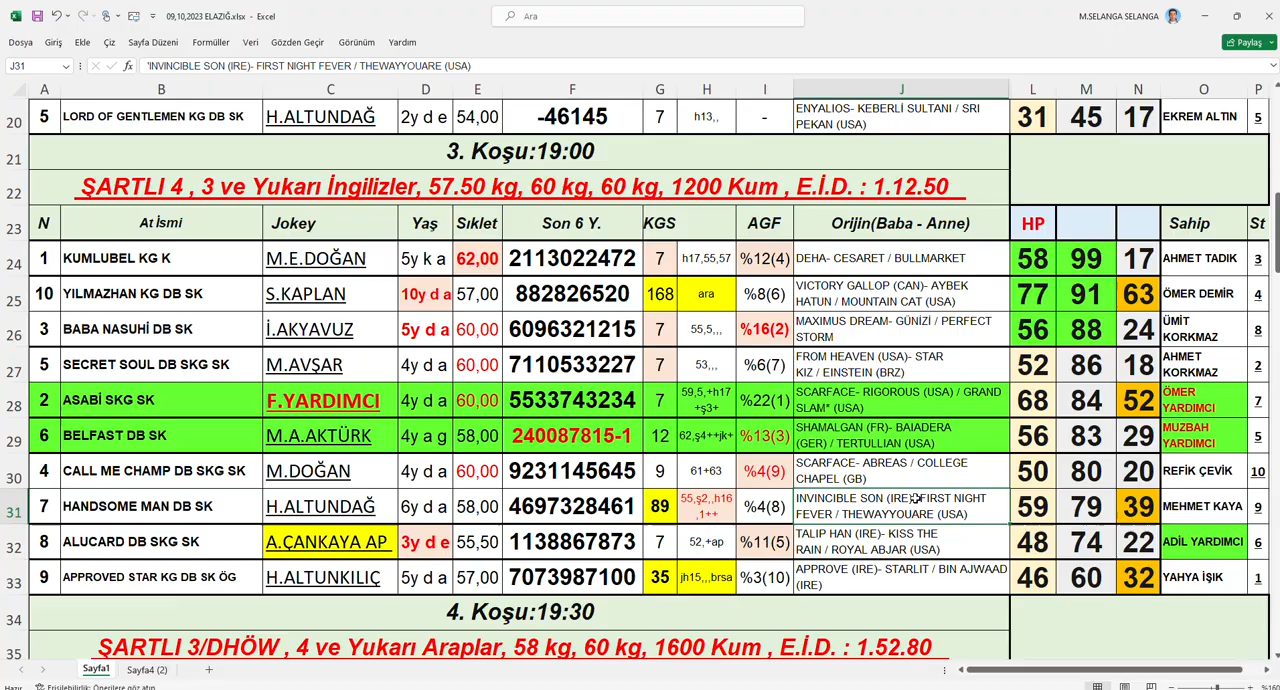 09,10,2023 ELAZIĞ.xlsx - Excel
Ara
M.SELANGA SELANGA
Dosya Giriş Ekle Çiz Sayfa Düzeni Formüller Veri Gözden Geçir Görünüm Yardım
Paylaş
J31 fx 'INVINCIBLE SON (IRE)- FIRST NIGHT FEVER / THEWAYYOUARE (USA)
A B C D E F G H I J L M N O P
20 5 LORD OF GENTLEMEN KG DB SK H.ALTUNDAĞ 2y d e 54,00 -46145 7 h13,, - ENYALIOS- KEBERLİ SULTANI / SRI PEKAN (USA) 31 45 17 EKREM ALTIN 5
21 3. Koşu:19:00
22 ŞARTLI 4 , 3 ve Yukarı İngilizler, 57.50 kg, 60 kg, 60 kg, 1200 Kum , E.İ.D. : 1.12.50
23 N At İsmi Jokey Yaş Sıklet Son 6 Y. KGS AGF Orijin(Baba - Anne) HP Sahip St
24 1 KUMLUBEL KG K M.E.DOĞAN 5y k a 62,00 2113022472 7 h17,55,57 %12(4) DEHA- CESARET / BULLMARKET 58 99 17 AHMET TADIK 3
25 10 YILMAZHAN KG DB SK S.KAPLAN 10y d a 57,00 882826520 168 ara %8(6) VICTORY GALLOP (CAN)- AYBEK HATUN / MOUNTAIN CAT (USA) 77 91 63 ÖMER DEMİR 4
26 3 BABA NASUHİ DB SK İ.AKYAVUZ 5y d a 60,00 6096321215 7 55,5,,, %16(2) MAXIMUS DREAM- GÜNİZİ / PERFECT STORM 56 88 24 ÜMİT KORKMAZ 8
27 5 SECRET SOUL DB SKG SK M.AVŞAR 4y d a 60,00 7110533227 7 53,,, %6(7) FROM HEAVEN (USA)- STAR KIZ / EINSTEIN (BRZ) 52 86 18 AHMET KORKMAZ 2
28 2 ASABİ SKG SK F.YARDIMCI 4y d a 60,00 5533743234 7 59,5,+h17 +ş3+ %22(1) SCARFACE- RIGOROUS (USA) / GRAND SLAM* (USA) 68 84 52 ÖMER YARDIMCI 7
29 6 BELFAST DB SK M.A.AKTÜRK 4y a g 58,00 240087815-1 12 62,ş4++jk+ %13(3) SHAMALGAN (FR)- BAIADERA (GER) / TERTULLIAN (USA) 56 83 29 MUZBAH YARDIMCI 5
30 4 CALL ME CHAMP DB SKG SK M.DOĞAN 4y d a 60,00 9231145645 9 61+63 %4(9) SCARFACE- ABREAS / COLLEGE CHAPEL (GB) 50 80 20 REFİK ÇEVİK 10
31 7 HANDSOME MAN DB SK H.ALTUNDAĞ 6y d a 58,00 4697328461 89 55,ş2,,h16 ,1++ %4(8) INVINCIBLE SON (IRE)- FIRST NIGHT FEVER / THEWAYYOUARE (USA) 59 79 39 MEHMET KAYA 9
32 8 ALUCARD DB SKG SK A.ÇANKAYA AP 3y d e 55,50 1138867873 7 52,+ap %11(5) TALIP HAN (IRE)- KISS THE RAIN / ROYAL ABJAR (USA) 48 74 22 ADİL YARDIMCI 6
33 9 APPROVED STAR KG DB SK ÖG H.ALTUNKILIÇ 5y d a 57,00 7073987100 35 jh15,,,brsa %3(10) APPROVE (IRE)- STARLIT / BIN AJWAAD (IRE) 46 60 32 YAHYA IŞIK 1
34 4. Koşu:19:30
35 ŞARTLI 3/DHÖW , 4 ve Yukarı Araplar, 58 kg, 60 kg, 1600 Kum , E.İ.D. : 1.52.80
Sayfa1 Sayfa4 (2)
Hazır Erişilebilirlik: Önerilere göz atın %160